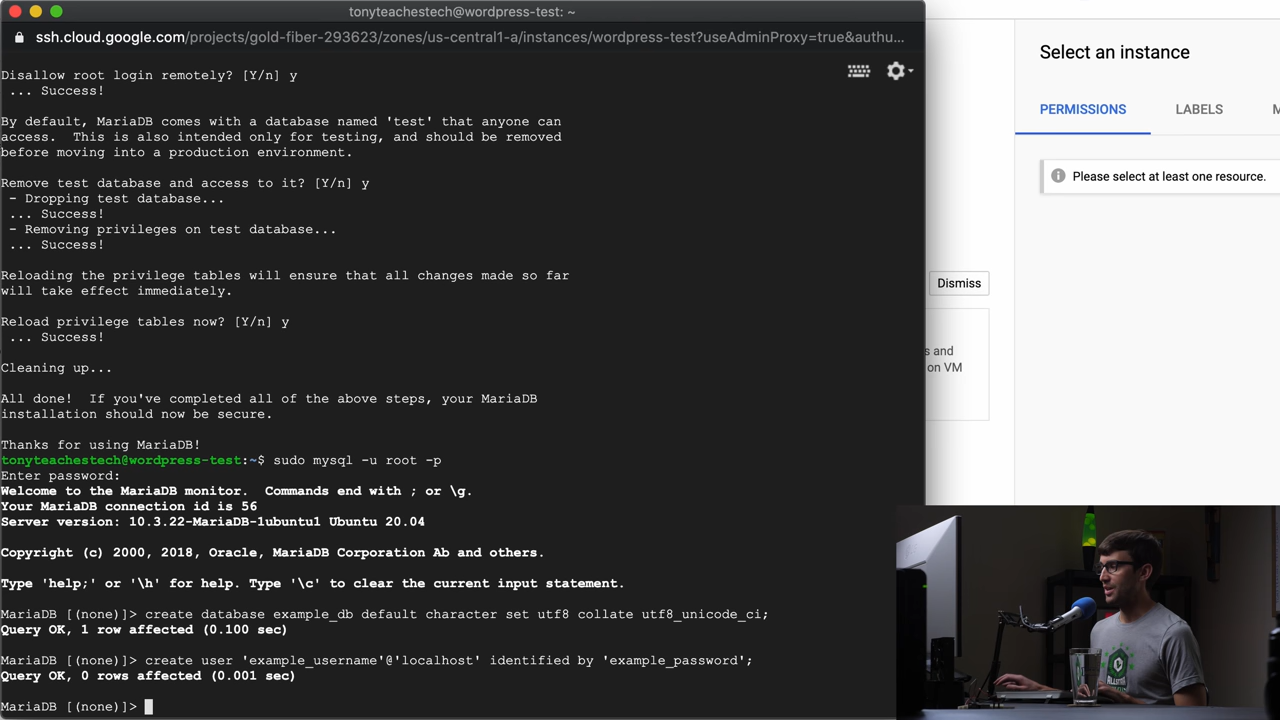 tonyteachestech@wordpress-test: ~
ssh.cloud.google.com/projects/gold-fiber-293623/zones/us-central1-a/instances/wordpress-test?useAdminProxy=true&authu...
Disallow root login remotely? [Y/n] y
... Success!
By default, MariaDB comes with a database named 'test' that anyone can
access.  This is also intended only for testing, and should be removed
before moving into a production environment.
Remove test database and access to it? [Y/n] y
- Dropping test database...
... Success!
- Removing privileges on test database...
... Success!
Reloading the privilege tables will ensure that all changes made so far
will take effect immediately.
Reload privilege tables now? [Y/n] y
... Success!
Cleaning up...
All done!  If you've completed all of the above steps, your MariaDB
installation should now be secure.
Thanks for using MariaDB!
tonyteachestech@wordpress-test:~$ sudo mysql -u root -p
Enter password:
Welcome to the MariaDB monitor.  Commands end with ; or \g.
Your MariaDB connection id is 56
Server version: 10.3.22-MariaDB-1ubuntu1 Ubuntu 20.04
Copyright (c) 2000, 2018, Oracle, MariaDB Corporation Ab and others.
Type 'help;' or '\h' for help. Type '\c' to clear the current input statement.
MariaDB [(none)]> create database example_db default character set utf8 collate utf8_unicode_ci;
Query OK, 1 row affected (0.100 sec)
MariaDB [(none)]> create user 'example_username'@'localhost' identified by 'example_password';
Query OK, 0 rows affected (0.001 sec)
MariaDB [(none)]>
Select an instance
PERMISSIONS
LABELS
M
Please select at least one resource.
Dismiss
s and
on VM